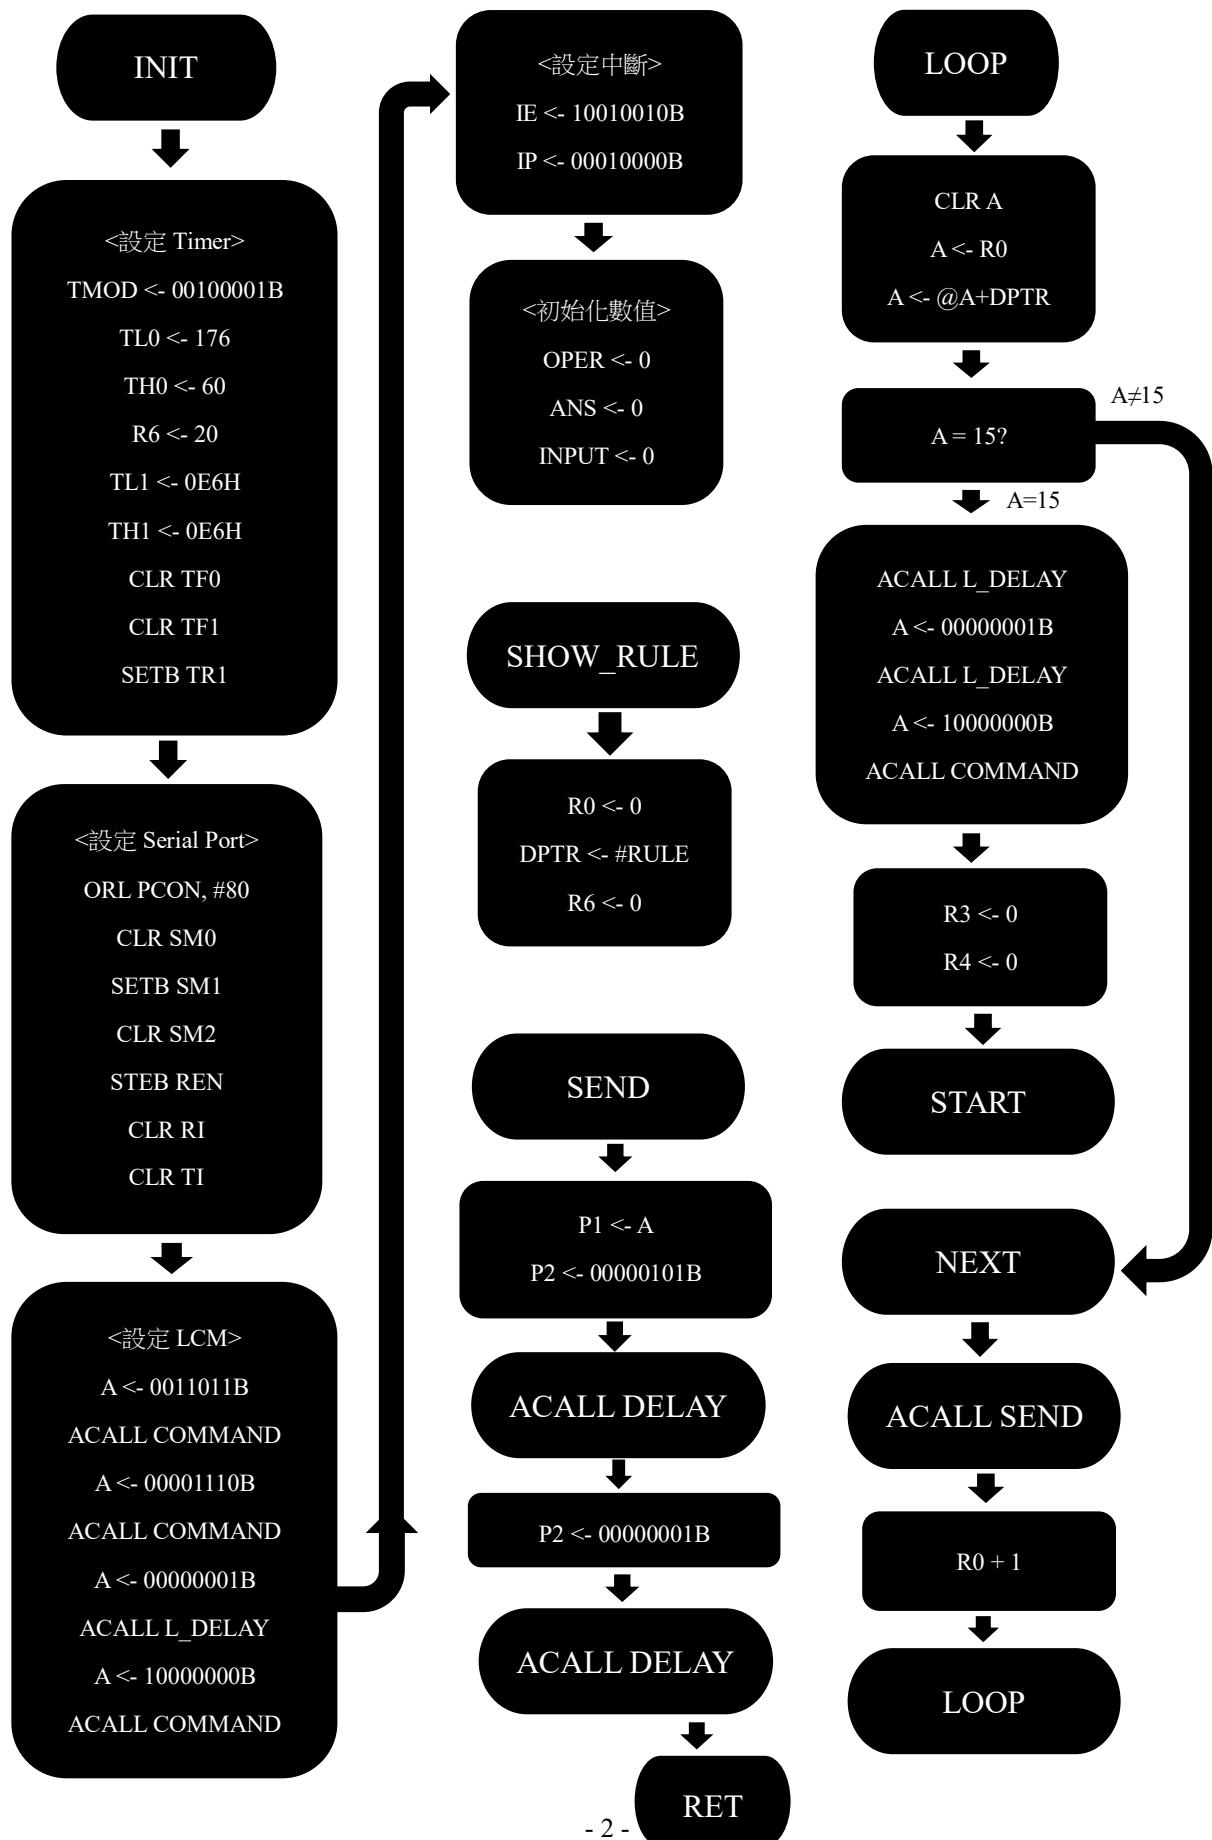 INIT
<設定 Timer>
TMOD <- 00100001B
TL0 <- 176
TH0 <- 60
R6 <- 20
TL1 <- 0E6H
TH1 <- 0E6H
CLR TF0
CLR TF1
SETB TR1
<設定 Serial Port>
ORL PCON, #80
CLR SM0
SETB SM1
CLR SM2
STEB REN
CLR RI
CLR TI
<設定 LCM>
A <- 0011011B
ACALL COMMAND
A <- 00001110B
ACALL COMMAND
A <- 00000001B
ACALL L_DELAY
A <- 10000000B
ACALL COMMAND
<設定中斷>
IE <- 10010010B
IP <- 00010000B
<初始化數值>
OPER <- 0
ANS <- 0
INPUT <- 0
SHOW_RULE
R0 <- 0
DPTR <- #RULE
R6 <- 0
SEND
P1 <- A
P2 <- 00000101B
ACALL DELAY
P2 <- 00000001B
ACALL DELAY
RET
LOOP
CLR A
A <- R0
A <- @A+DPTR
A = 15?
A≠15
A=15
ACALL L_DELAY
A <- 00000001B
ACALL L_DELAY
A <- 10000000B
ACALL COMMAND
R3 <- 0
R4 <- 0
START
NEXT
ACALL SEND
R0 + 1
LOOP
- 2 -